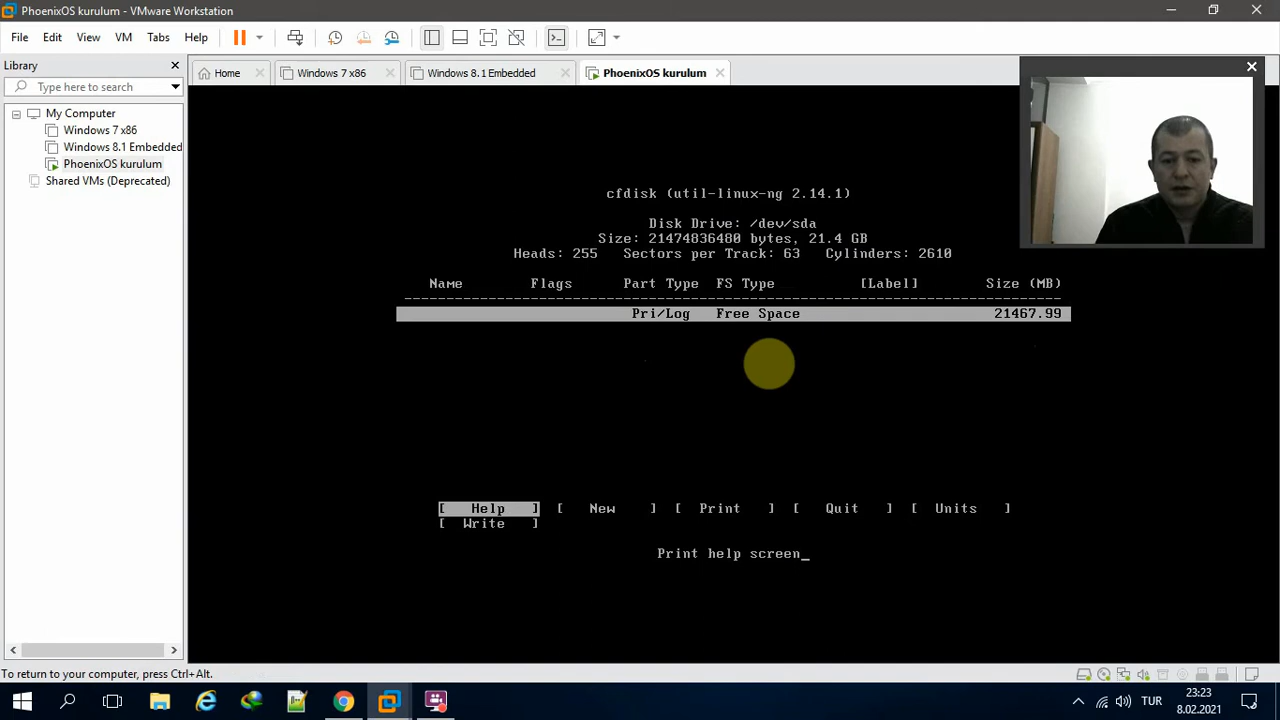 PhoenixOS kurulum - VMware Workstation
File Edit View VM Tabs Help
Library
Type here to search
My Computer
Windows 7 x86
Windows 8.1 Embedded
PhoenixOS kurulum
Shared VMs (Deprecated)
Home Windows 7 x86 Windows 8.1 Embedded PhoenixOS kurulum
cfdisk (util-linux-ng 2.14.1)
Disk Drive: /dev/sda
Size: 21474836480 bytes, 21.4 GB
Heads: 255 Sectors per Track: 63 Cylinders: 2610
Name Flags Part Type FS Type [Label] Size (MB)
Pri/Log Free Space 21467.99
[ Help ] [ New ] [ Print ] [ Quit ] [ Units ]
[ Write ]
Print help screen_
To return to your computer, press Ctrl+Alt.
TUR
23:23
8.02.2021